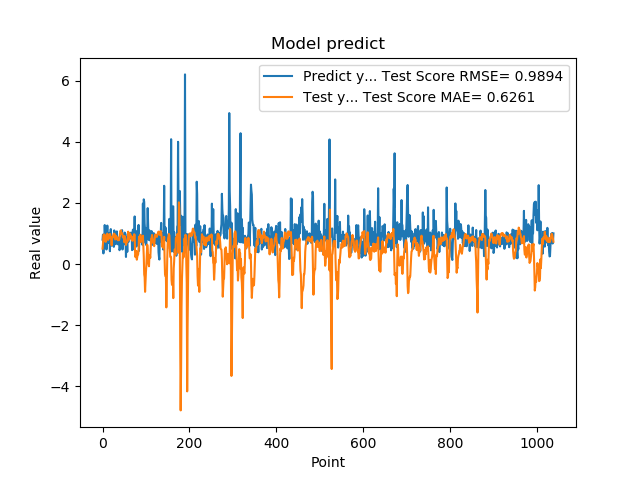 Model predict
Predict y... Test Score RMSE= 0.9894
Test y... Test Score MAE= 0.6261
Real value
6
4
2
0
−2
−4
0 200 400 600 800 1000
Point